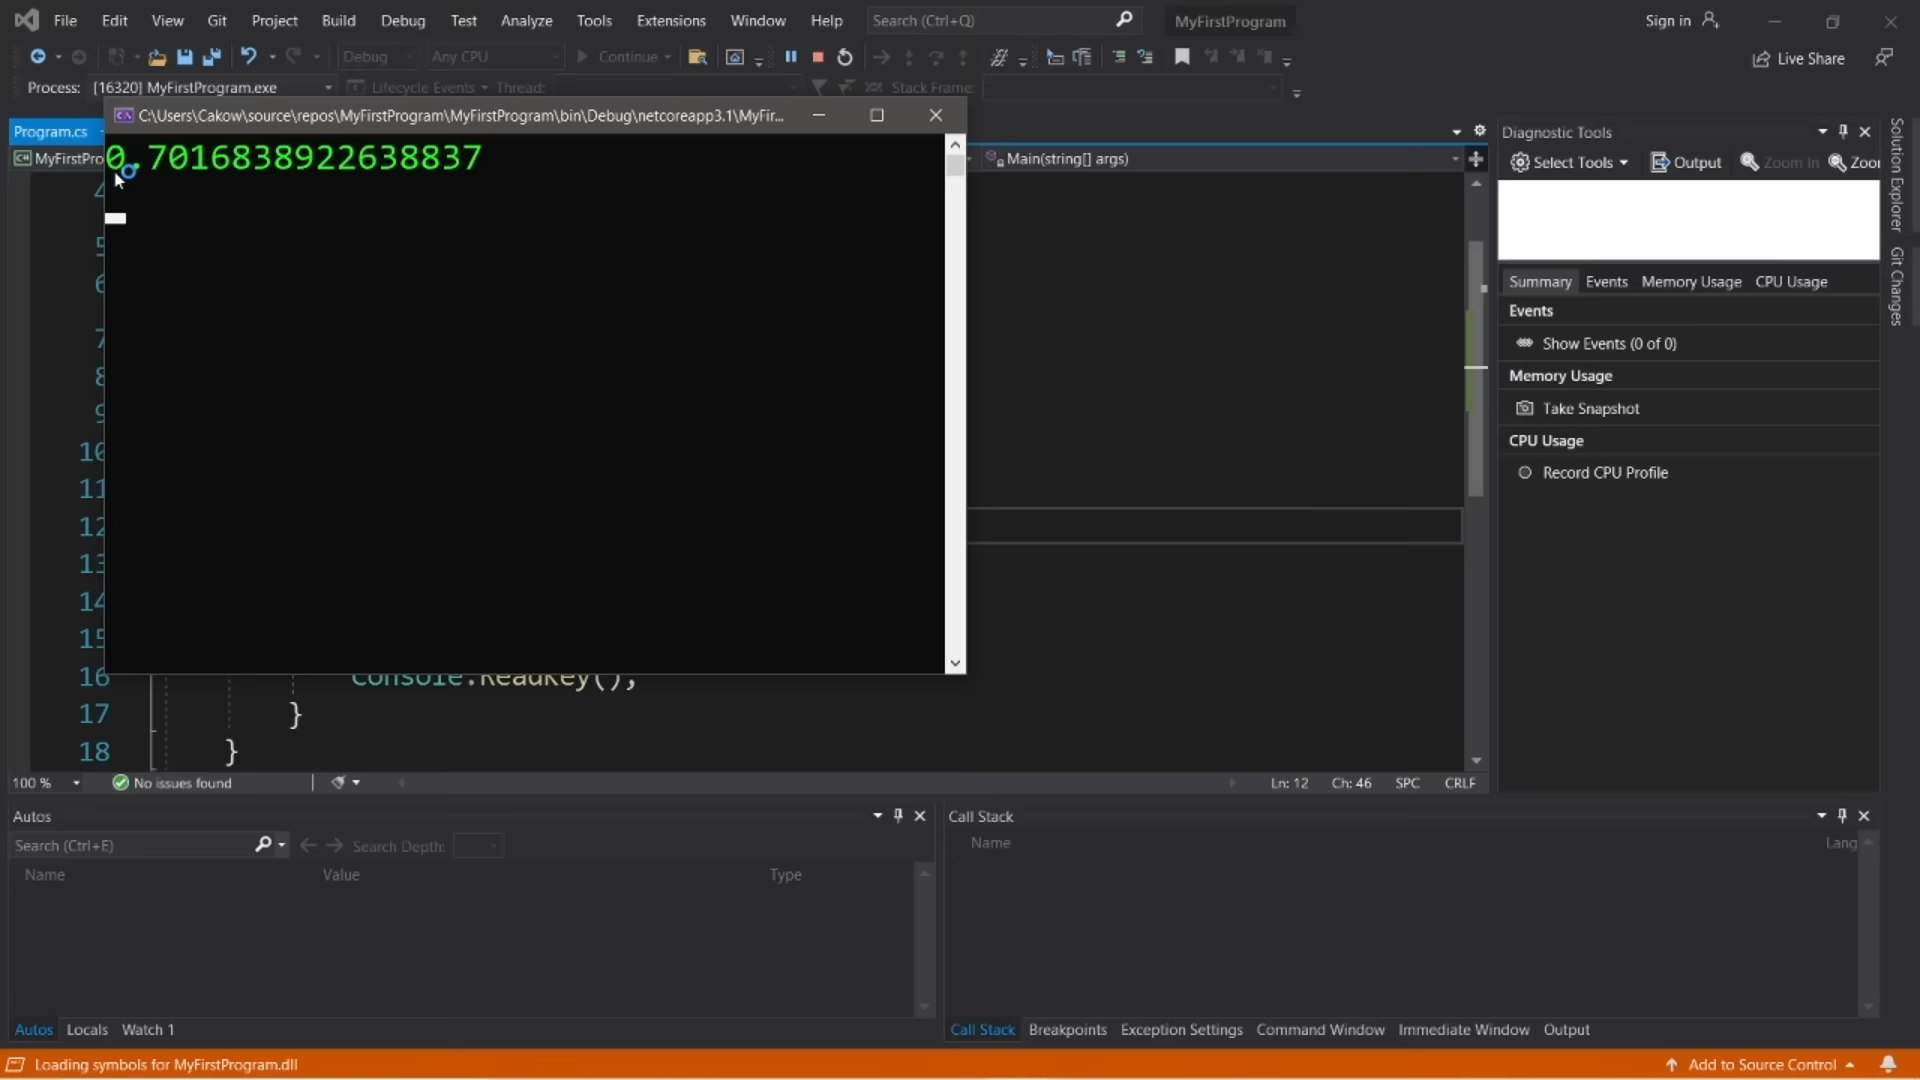 File Edit View Git Project Build Debug Test Analyze Tools Extensions Window Help Search (Ctrl+Q) MyFirstProgram Sign in
Debug Any CPU Continue Live Share
Process: [16320] MyFirstProgram.exe Lifecycle Events Thread: Stack Frame:
C:\Users\Cakow\source\repos\MyFirstProgram\MyFirstProgram\bin\Debug\netcoreapp3.1\MyFir...
Program.cs
MyFirstPro
Main(string[] args)
0.7016838922638837
4
5
6
7
8
9
10
11
12
13
14
15
16 Console.ReadKey();
17 }
18 }
100 % No issues found Ln: 12 Ch: 46 SPC CRLF
Diagnostic Tools
Select Tools Output Zoom In Zoo
Summary Events Memory Usage CPU Usage
Events
Show Events (0 of 0)
Memory Usage
Take Snapshot
CPU Usage
Record CPU Profile
Solution Explorer
Git Changes
Autos
Search (Ctrl+E) Search Depth:
Name Value Type
Autos Locals Watch 1
Call Stack
Name Lang
Call Stack Breakpoints Exception Settings Command Window Immediate Window Output
Loading symbols for MyFirstProgram.dll Add to Source Control